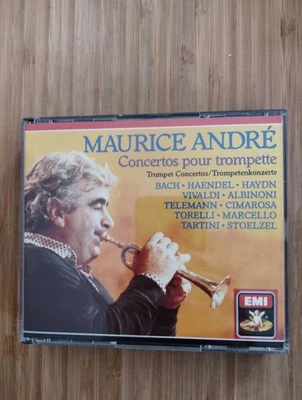 MAURICE ANDRÉ
Concertos pour trompette
Trumpet Concertos/Trompetenkonzerte
BACH • HAENDEL • HAYDN
VIVALDI • ALBINONI
TELEMANN • CIMAROSA
TORELLI • MARCELLO
TARTINI • STOELZEL
EMI